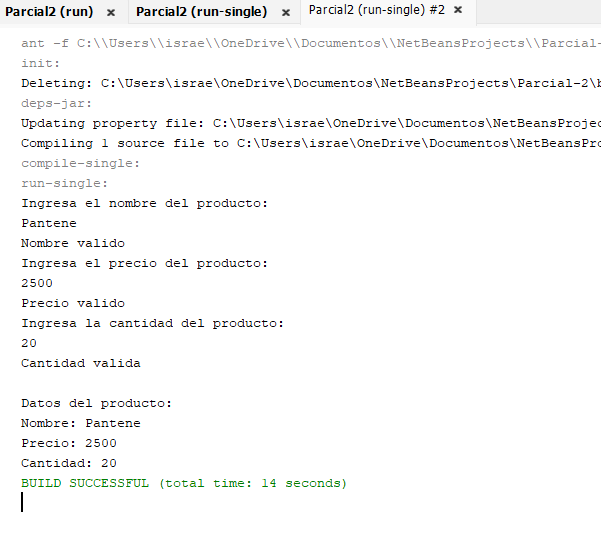 Parcial2 (run) × Parcial2 (run-single) × Parcial2 (run-single) #2 ×
ant -f C:\\Users\\israe\\OneDrive\\Documentos\\NetBeansProjects\\Parcial-
init:
Deleting: C:\Users\israe\OneDrive\Documentos\NetBeansProjects\Parcial-2\b
deps-jar:
Updating property file: C:\Users\israe\OneDrive\Documentos\NetBeansProjec
Compiling 1 source file to C:\Users\israe\OneDrive\Documentos\NetBeansPro
compile-single:
run-single:
Ingresa el nombre del producto:
Pantene
Nombre valido
Ingresa el precio del producto:
2500
Precio valido
Ingresa la cantidad del producto:
20
Cantidad valida
Datos del producto:
Nombre: Pantene
Precio: 2500
Cantidad: 20
BUILD SUCCESSFUL (total time: 14 seconds)